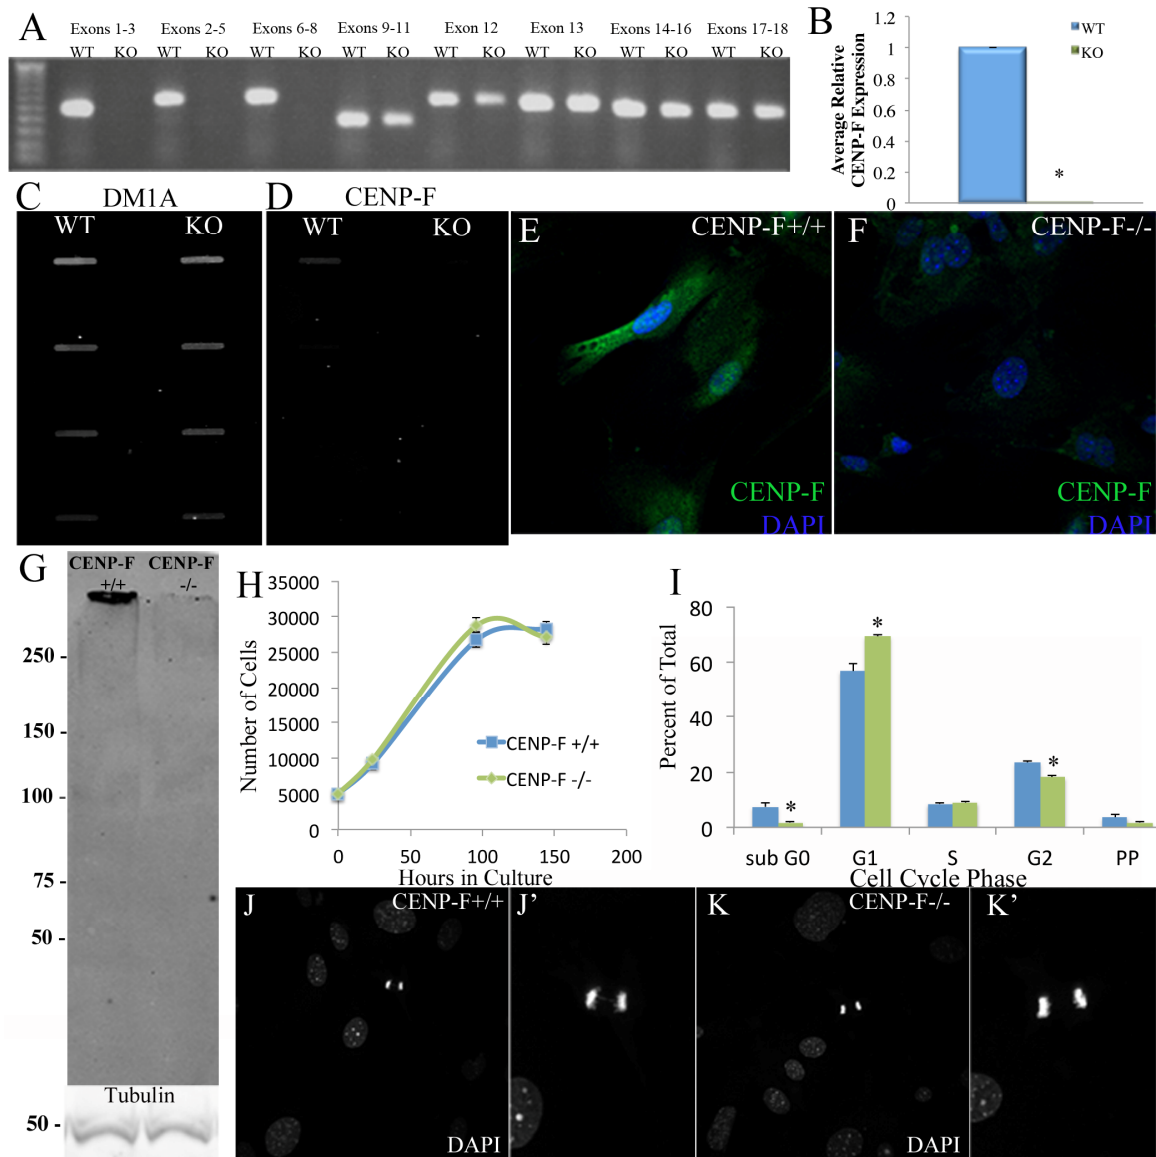 A
Exons 1-3
Exons 2-5
Exons 6-8
Exons 9-11
Exon 12
Exon 13
Exons 14-16
Exons 17-18
WT KO WT KO WT KO WT KO WT KO WT KO WT KO WT KO
B
Average Relative
CENP-F Expression
1.2
1
0.8
0.6
0.4
0.2
0
*
WT
KO
C
DM1A
WT KO
D
CENP-F
WT KO
E
CENP-F+/+
CENP-F
DAPI
F
CENP-F-/-
CENP-F
DAPI
G
CENP-F
+/+
CENP-F
-/-
250 -
150 -
100 -
75 -
50 -
Tubulin
50 -
H
Number of Cells
35000
30000
25000
20000
15000
10000
5000
0
0 50 100 150 200
Hours in Culture
CENP-F +/+
CENP-F -/-
I
Percent of Total
80
60
40
20
0
* * *
sub G0 G1 S G2 PP
Cell Cycle Phase
J
CENP-F+/+
DAPI
J'
K
CENP-F-/-
DAPI
K'